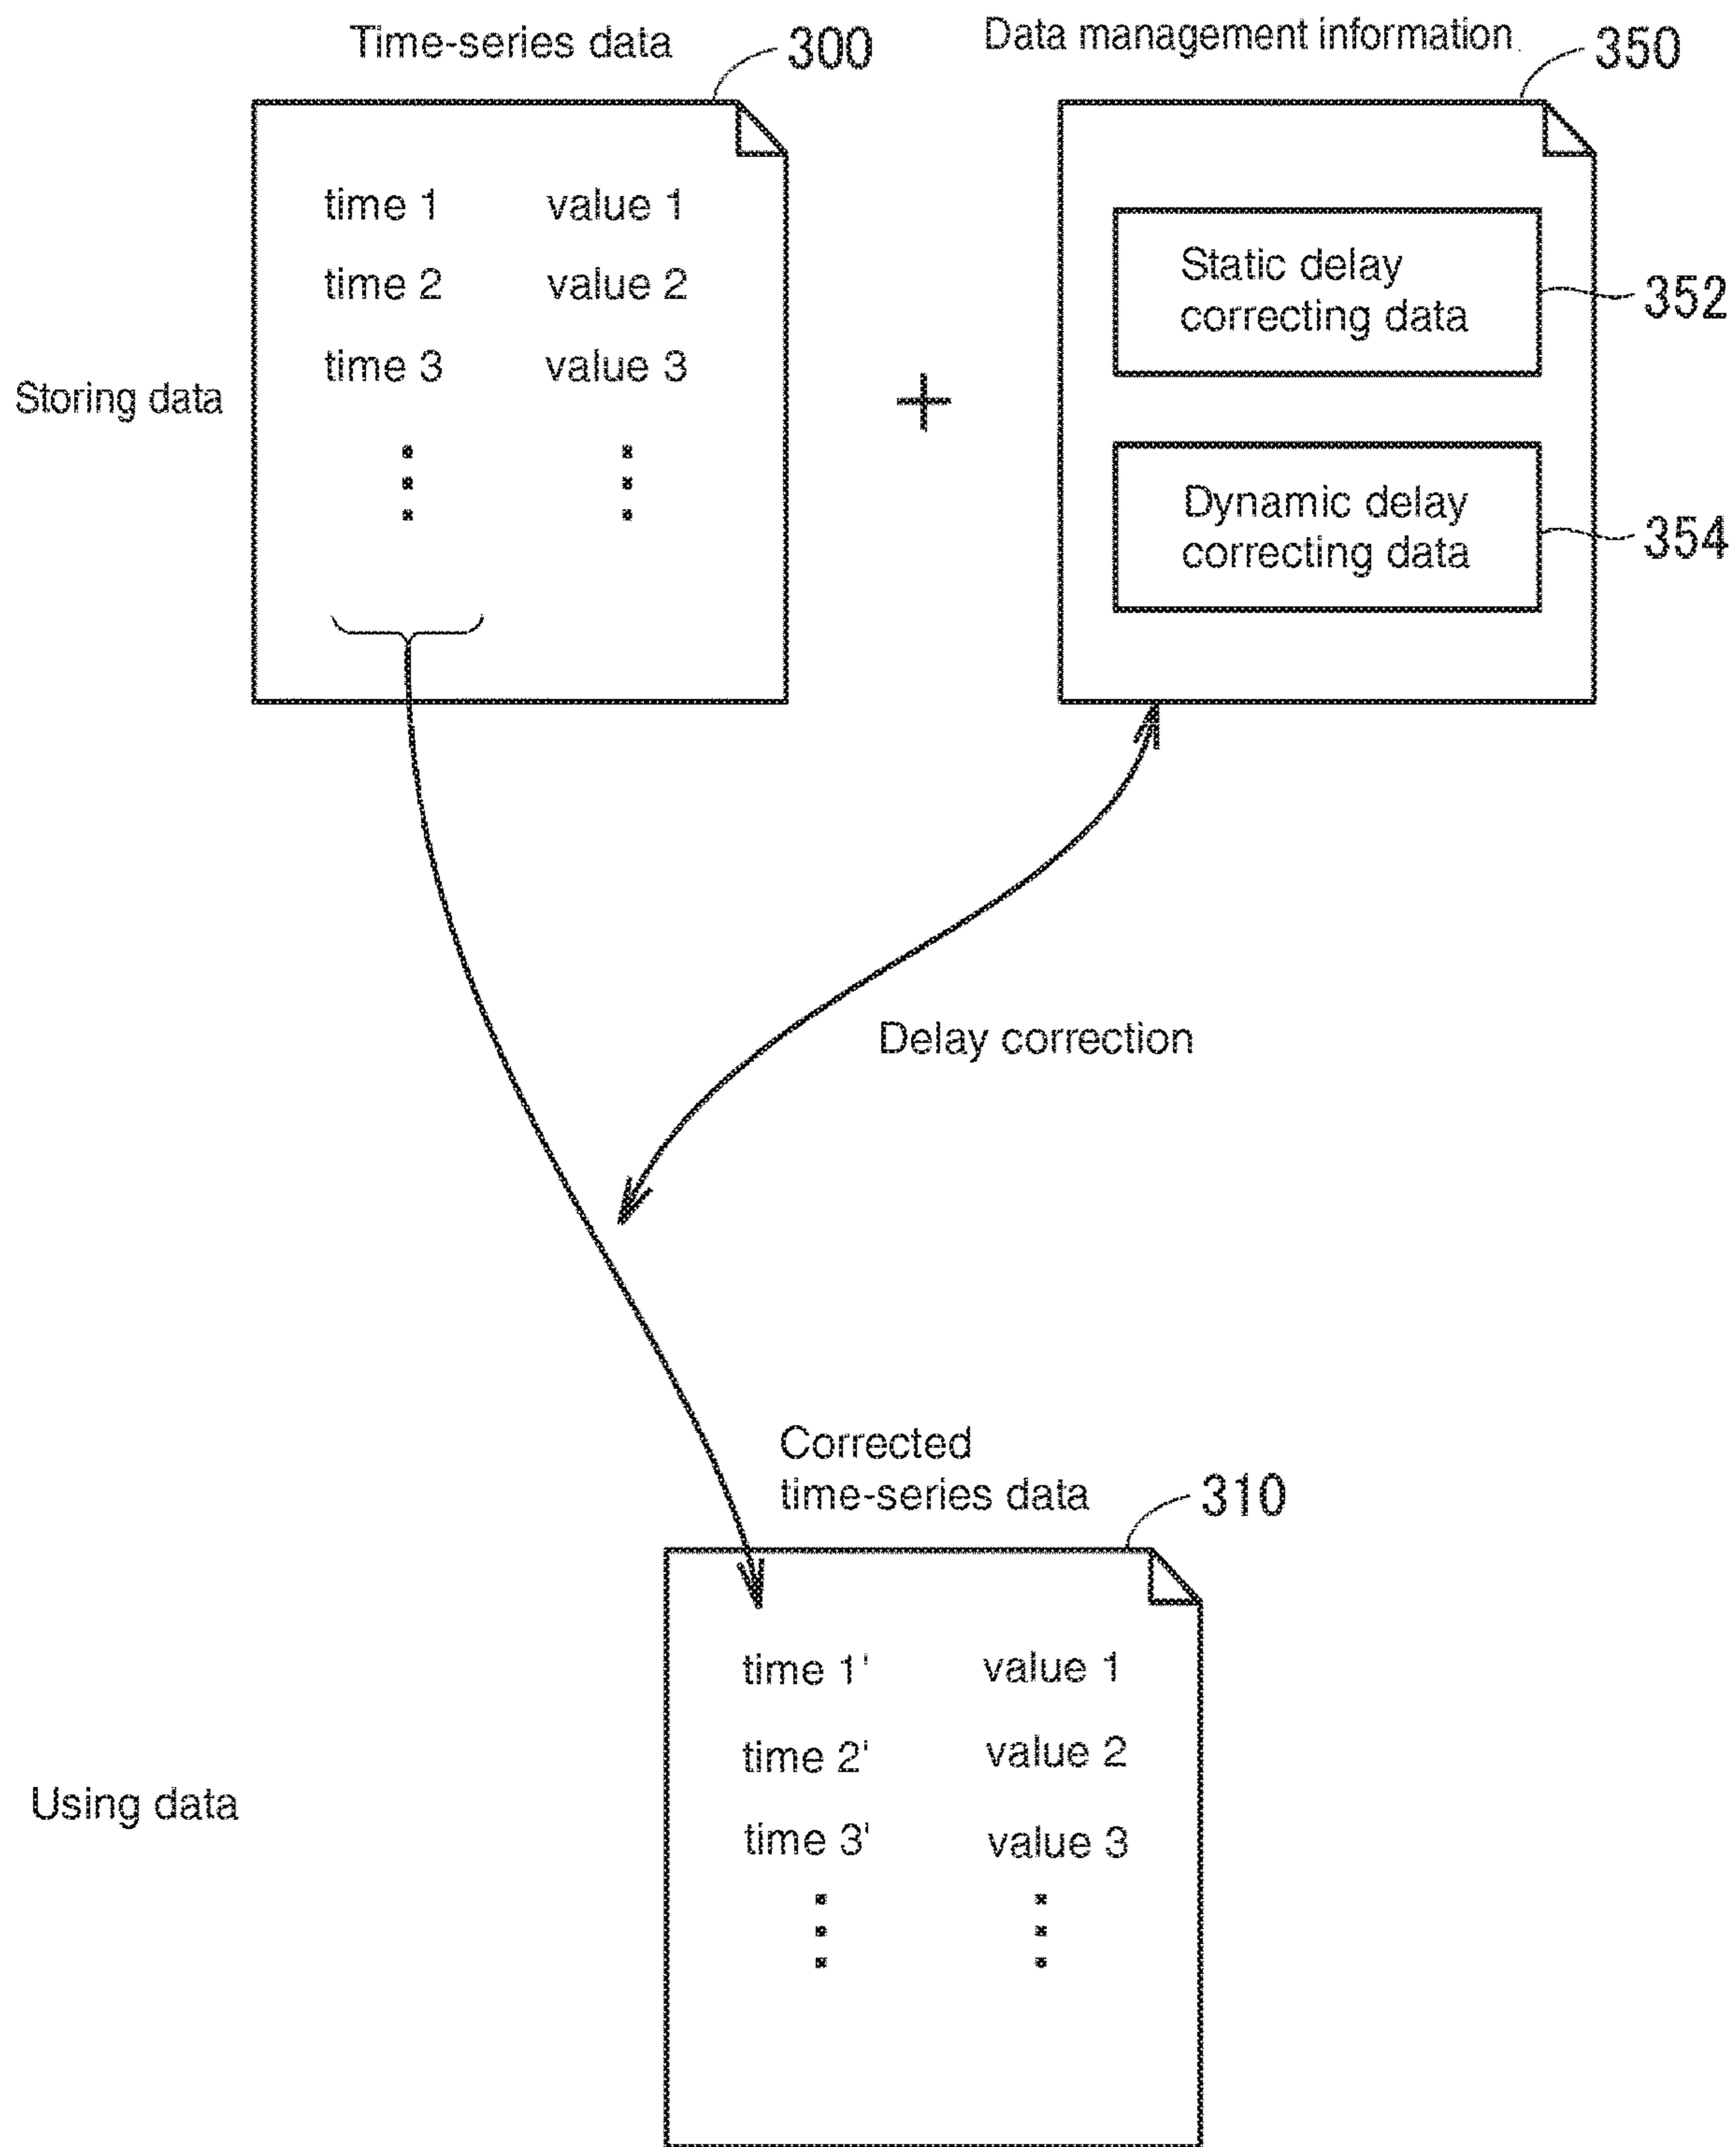 Time-series data 300
Data management information 350
time 1 value 1
time 2 value 2
time 3 value 3
Storing data
+
Static delay
correcting data
352
Dynamic delay
correcting data
354
Delay correction
Corrected
time-series data 310
time 1' value 1
time 2' value 2
time 3' value 3
Using data